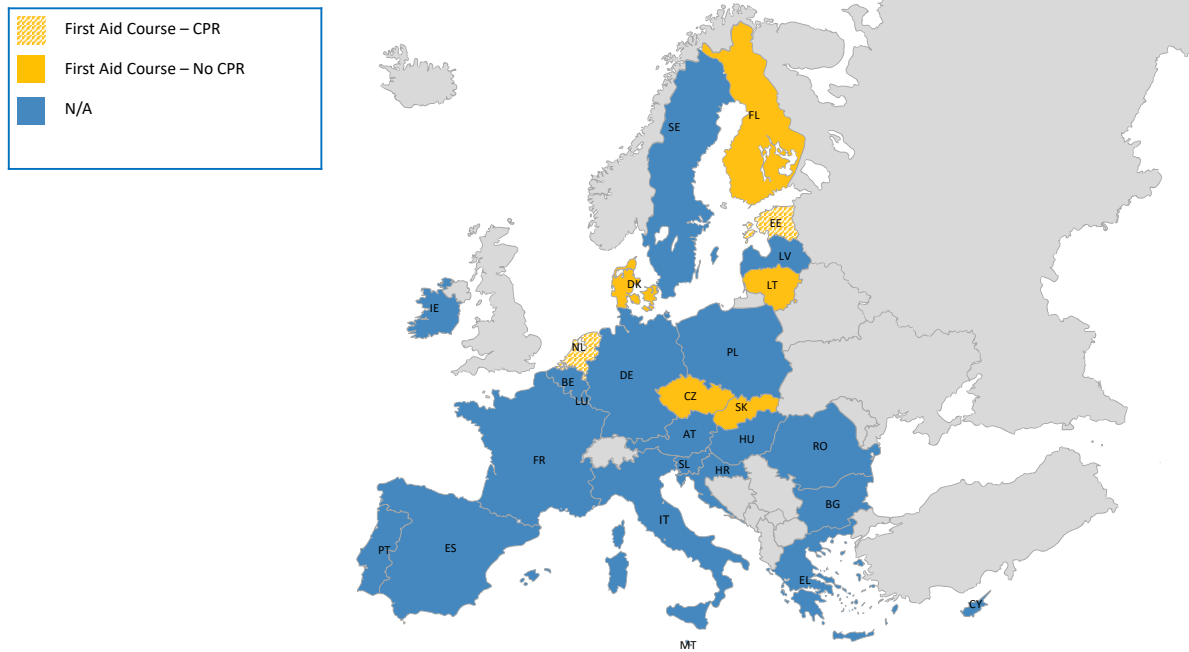 First Aid Course – CPR
First Aid Course – No CPR
N/A
SE
FL
EE
LV
LT
DK
IE
NL
PL
DE
BE
LU
CZ
SK
AT
HU
RO
FR
SL
HR
BG
IT
PT
ES
EL
CY
MT